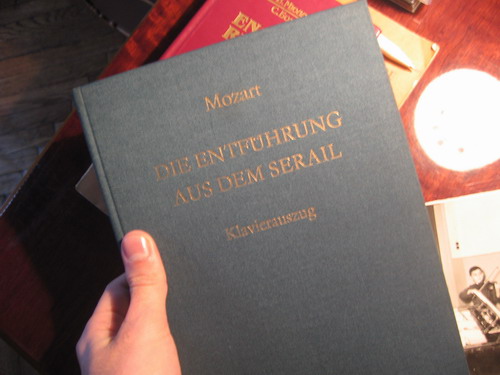 Mozart
DIE ENTFÜHRUNG
AUS DEM SERAIL
Klavierauszug